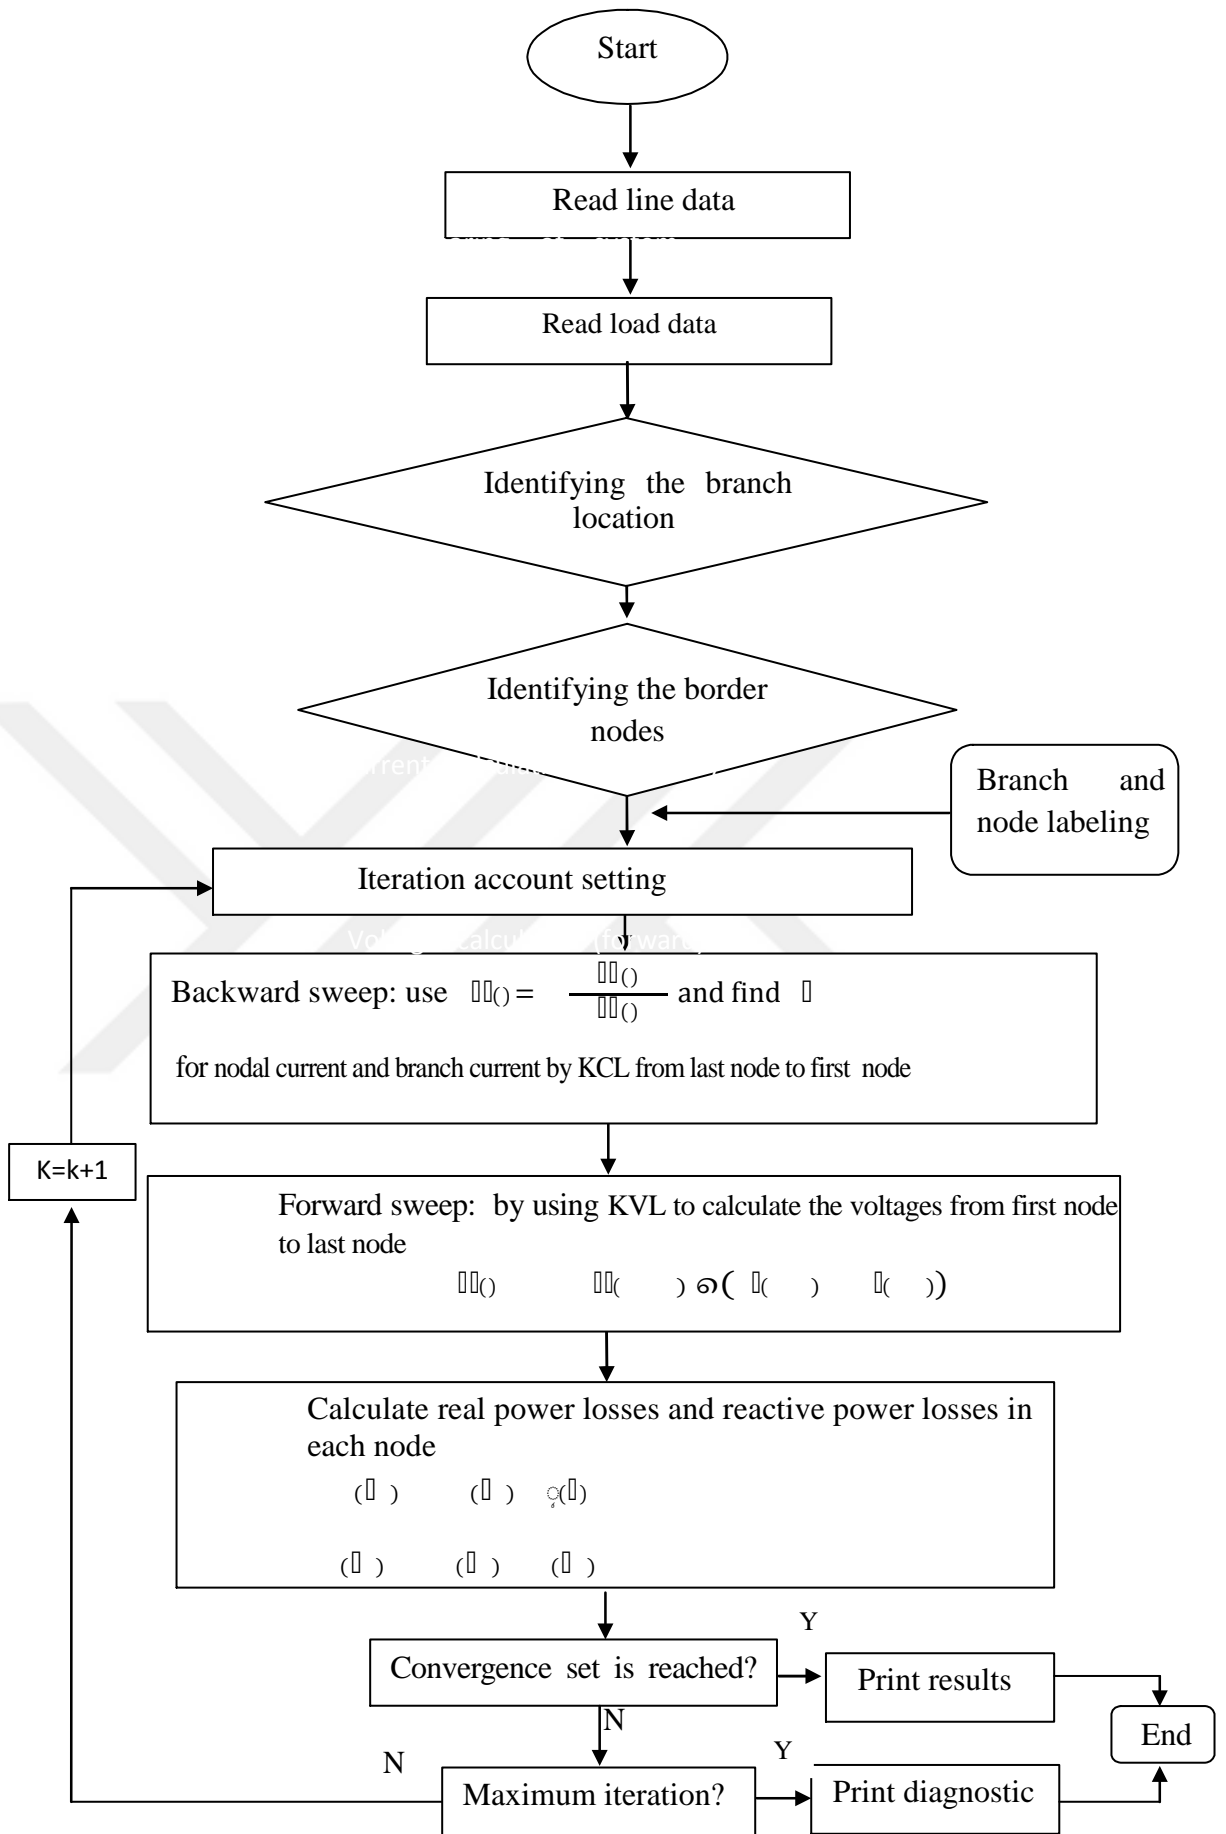 Start
Read line data
Read load data
Identifying the branch
location
Identifying the border
nodes
Branch and
node labeling
Iteration account setting
Voltage calculation (forward)
Backward sweep: use () = () / () and find
for nodal current and branch current by KCL from last node to first node
K=k+1
Forward sweep: by using KVL to calculate the voltages from first node
to last node
Calculate real power losses and reactive power losses in
each node
Y
Convergence set is reached?
Print results
N
End
N
Y
Maximum iteration?
Print diagnostic